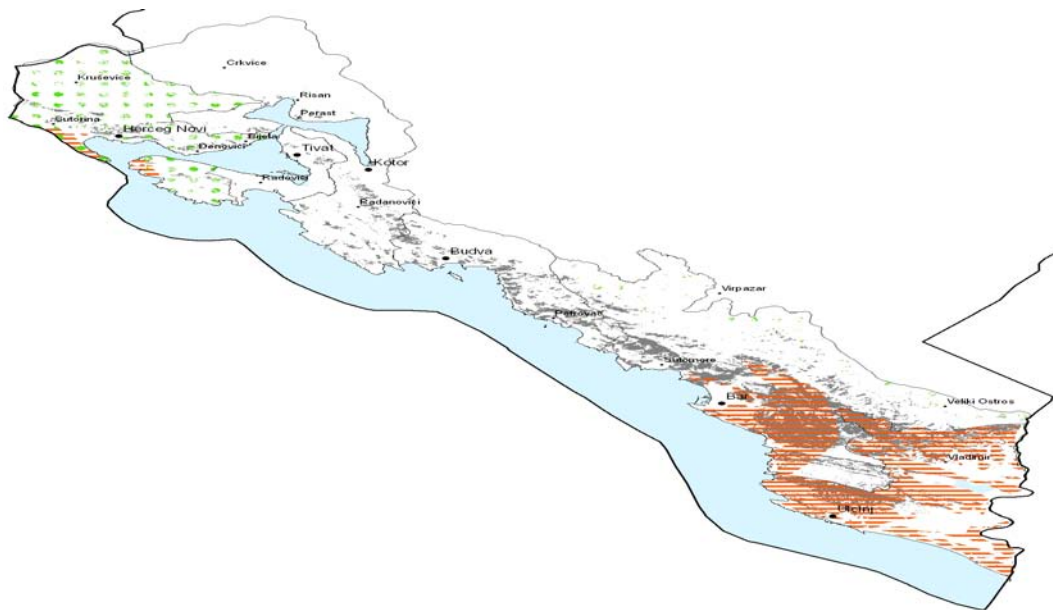 Crkvice
Kruševice
Risan
Perast
Sutorina
Herceg Novi
Bijela
Đenovići
Tivat
Kotor
Radovići
Radanovići
Budva
Virpazar
Petrovac
Sutomore
Bar
Veliki Ostros
Vladimir
Ulcinj